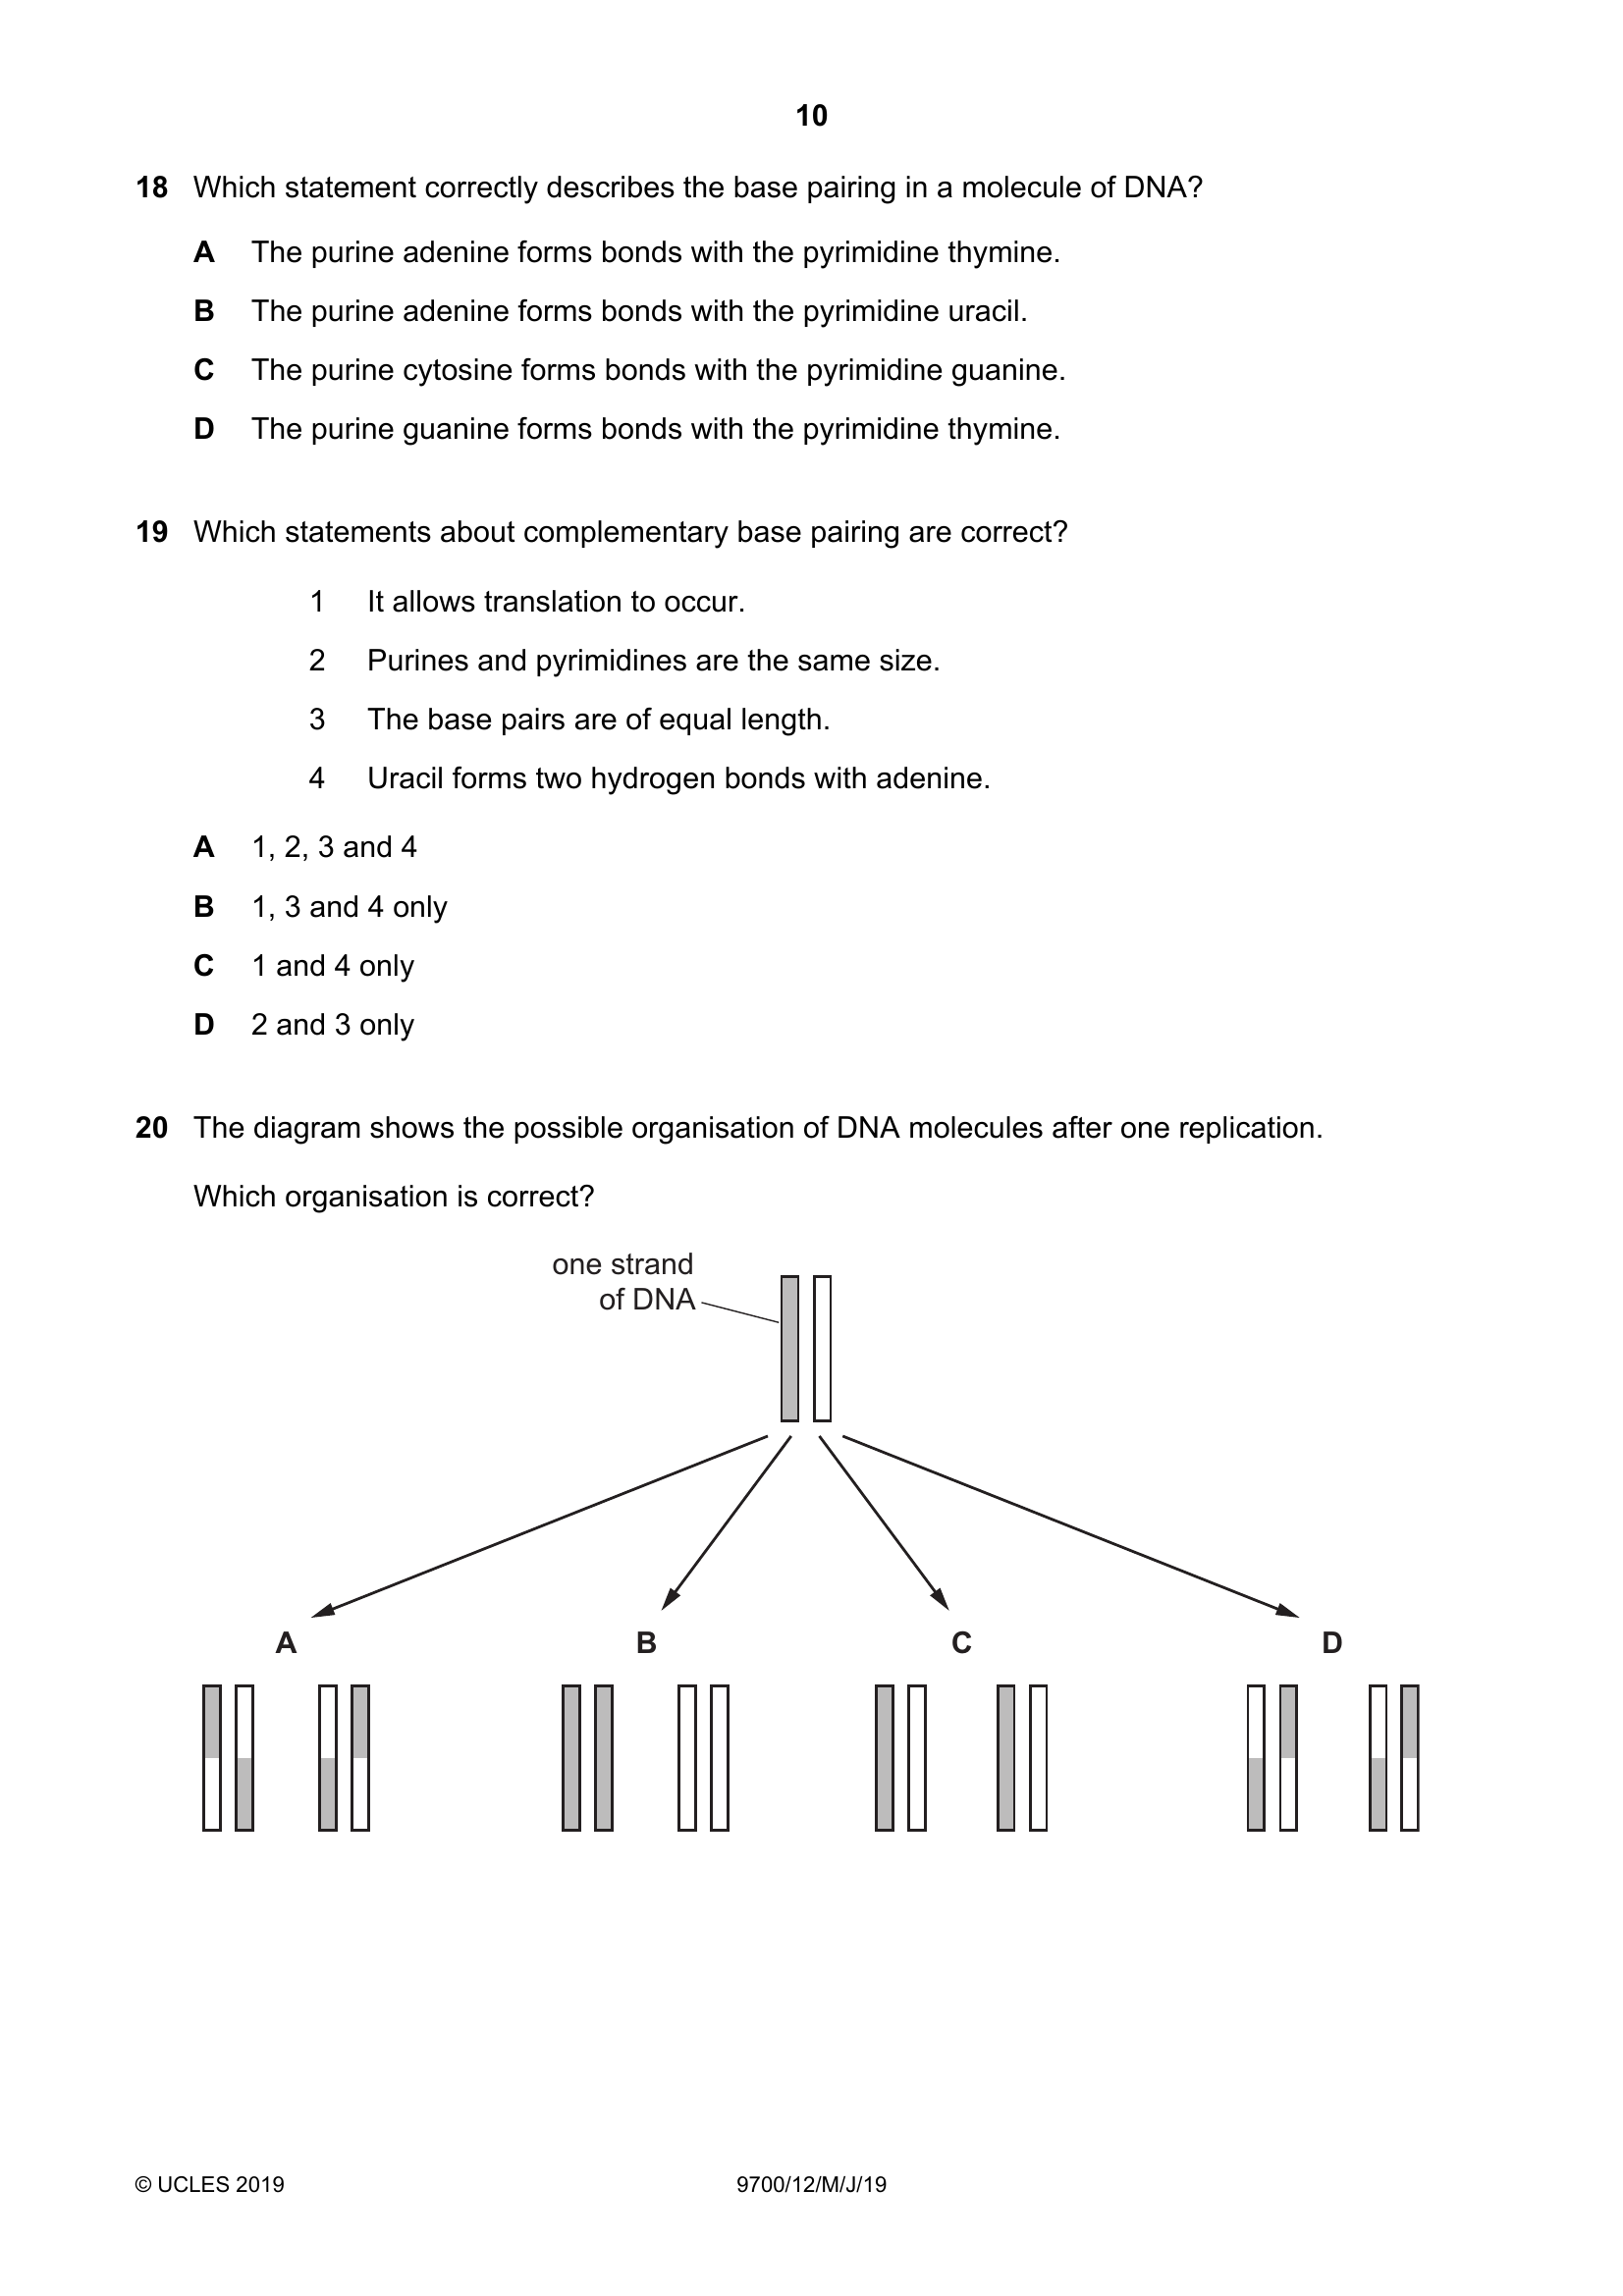 10
18 Which statement correctly describes the base pairing in a molecule of DNA?
A The purine adenine forms bonds with the pyrimidine thymine.
B The purine adenine forms bonds with the pyrimidine uracil.
C The purine cytosine forms bonds with the pyrimidine guanine.
D The purine guanine forms bonds with the pyrimidine thymine.
19 Which statements about complementary base pairing are correct?
1 It allows translation to occur.
2 Purines and pyrimidines are the same size.
3 The base pairs are of equal length.
4 Uracil forms two hydrogen bonds with adenine.
A 1, 2, 3 and 4
B 1, 3 and 4 only
C 1 and 4 only
D 2 and 3 only
20 The diagram shows the possible organisation of DNA molecules after one replication.
Which organisation is correct?
one strand
of DNA
A B C D
© UCLES 2019 9700/12/M/J/19